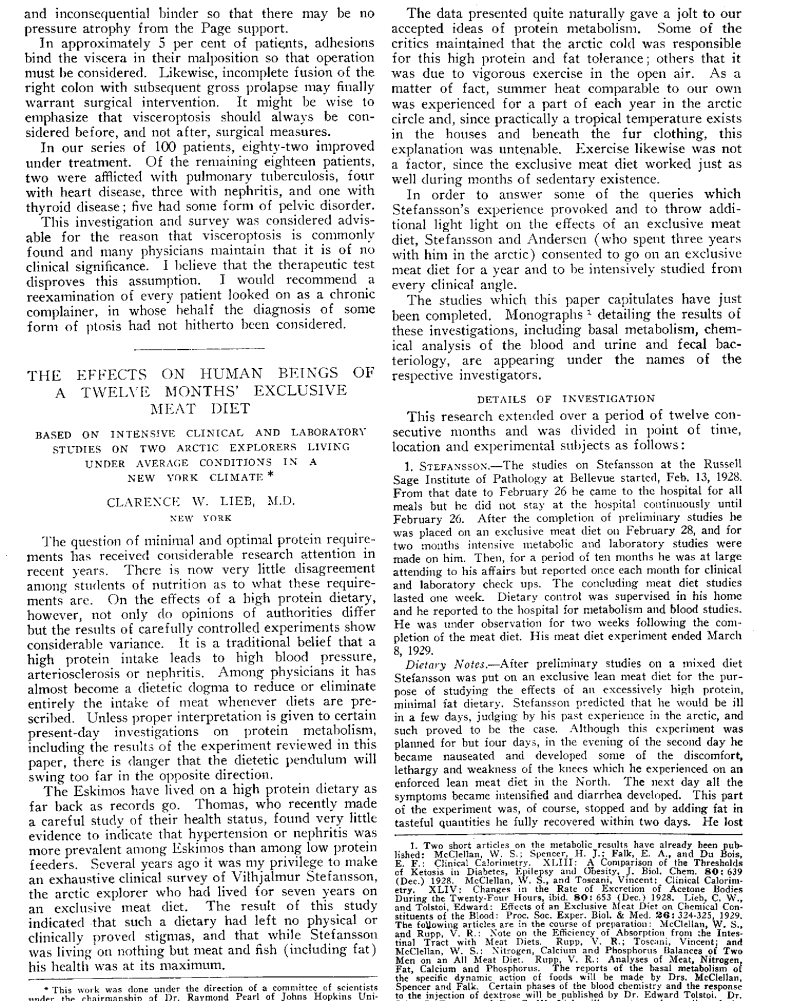 and inconsequential binder so that there may be no
pressure atrophy from the Page support.
In approximately 5 per cent of patients, adhesions
bind the viscera in their malposition so that operation
must be considered. Likewise, incomplete fusion of the
right colon with subsequent gross prolapse may finally
warrant surgical intervention. It might be wise to
emphasize that visceroptosis should always be con-
sidered before, and not after, surgical measures.
In our series of 100 patients, eighty-two improved
under treatment. Of the remaining eighteen patients,
two were afflicted with pulmonary tuberculosis, four
with heart disease, three with nephritis, and one with
thyroid disease; five had some form of pelvic disorder.
This investigation and survey was considered advis-
able for the reason that visceroptosis is commonly
found and many physicians maintain that it is of no
clinical significance. I believe that the therapeutic test
disproves this assumption. I would recommend a
reexamination of every patient looked on as a chronic
complainer, in whose behalf the diagnosis of some
form of ptosis had not hitherto been considered.
THE EFFECTS ON HUMAN BEINGS OF
A TWELVE MONTHS' EXCLUSIVE
MEAT DIET
BASED ON INTENSIVE CLINICAL AND LABORATORY
STUDIES ON TWO ARCTIC EXPLORERS LIVING
UNDER AVERAGE CONDITIONS IN A
NEW YORK CLIMATE *
CLARENCE W. LIEB, M.D.
NEW YORK
The question of minimal and optimal protein require-
ments has received considerable research attention in
recent years. There is now very little disagreement
among students of nutrition as to what these require-
ments are. On the effects of a high protein dietary,
however, not only do opinions of authorities differ
but the results of carefully controlled experiments show
considerable variance. It is a traditional belief that a
high protein intake leads to high blood pressure,
arteriosclerosis or nephritis. Among physicians it has
almost become a dietetic dogma to reduce or eliminate
entirely the intake of meat whenever diets are pre-
scribed. Unless proper interpretation is given to certain
present-day investigations on protein metabolism,
including the results of the experiment reviewed in this
paper, there is danger that the dietetic pendulum will
swing too far in the opposite direction.
The Eskimos have lived on a high protein dietary as
far back as records go. Thomas, who recently made
a careful study of their health status, found very little
evidence to indicate that hypertension or nephritis was
more prevalent among Eskimos than among low protein
feeders. Several years ago it was my privilege to make
an exhaustive clinical survey of Vilhjalmur Stefansson,
the arctic explorer who had lived for seven years on
an exclusive meat diet. The result of this study
indicated that such a dietary had left no physical or
clinically proved stigmas, and that while Stefansson
was living on nothing but meat and fish (including fat)
his health was at its maximum.
* This work was done under the direction of a committee of scientists
under the chairmanship of Dr. Raymond Pearl of Johns Hopkins Uni-
The data presented quite naturally gave a jolt to our
accepted ideas of protein metabolism. Some of the
critics maintained that the arctic cold was responsible
for this high protein and fat tolerance; others that it
was due to vigorous exercise in the open air. As a
matter of fact, summer heat comparable to our own
was experienced for a part of each year in the arctic
circle and, since practically a tropical temperature exists
in the houses and beneath the fur clothing, this
explanation was untenable. Exercise likewise was not
a factor, since the exclusive meat diet worked just as
well during months of sedentary existence.
In order to answer some of the queries which
Stefansson's experience provoked and to throw addi-
tional light light on the effects of an exclusive meat
diet, Stefansson and Andersen (who spent three years
with him in the arctic) consented to go on an exclusive
meat diet for a year and to be intensively studied from
every clinical angle.
The studies which this paper capitulates have just
been completed. Monographs 1 detailing the results of
these investigations, including basal metabolism, chem-
ical analysis of the blood and urine and fecal bac-
teriology, are appearing under the names of the
respective investigators.
DETAILS OF INVESTIGATION
This research extended over a period of twelve con-
secutive months and was divided in point of time,
location and experimental subjects as follows:
1. STEFANSSON.—The studies on Stefansson at the Russell
Sage Institute of Pathology at Bellevue started, Feb. 13, 1928.
From that date to February 26 he came to the hospital for all
meals but he did not stay at the hospital continuously until
February 26. After the completion of preliminary studies he
was placed on an exclusive meat diet on February 28, and for
two months intensive metabolic and laboratory studies were
made on him. Then, for a period of ten months he was at large
attending to his affairs but reported once each month for clinical
and laboratory check ups. The concluding meat diet studies
lasted one week. Dietary control was supervised in his home
and he reported to the hospital for metabolism and blood studies.
He was under observation for two weeks following the com-
pletion of the meat diet. His meat diet experiment ended March
8, 1929.
Dietary Notes.—After preliminary studies on a mixed diet
Stefansson was put on an exclusive lean meat diet for the pur-
pose of studying the effects of an excessively high protein,
minimal fat dietary. Stefansson predicted that he would be ill
in a few days, judging by his past experience in the arctic, and
such proved to be the case. Although this experiment was
planned for but four days, in the evening of the second day he
became nauseated and developed some of the discomfort,
lethargy and weakness of the knees which he experienced on an
enforced lean meat diet in the North. The next day all the
symptoms became intensified and diarrhea developed. This part
of the experiment was, of course, stopped and by adding fat in
tasteful quantities he fully recovered within two days. He lost
1. Two short articles on the metabolic results have already been pub-
lished: McClellan, W. S.; Spencer, H. J.; Falk, E. A., and Du Bois,
E. F.: Clinical Calorimetry. XLIII: A Comparison of the Thresholds
of Ketosis in Diabetes, Epilepsy and Obesity, J. Biol. Chem. 80: 639
(Dec.) 1928. McClellan, W. S., and Toscani, Vincent; Clinical Calorim-
etry. XLIV: Changes in the Rate of Excretion of Acetone Bodies
During the Twenty-Four Hours, ibid. 80: 653 (Dec.) 1928. Lieb, C. W.,
and Tolstoi, Edward: Effects of an Exclusive Meat Diet on Chemical Con-
stituents of the Blood: Proc. Soc. Exper. Biol. & Med. 26: 324-325, 1929.
The following articles are in the course of preparation: McClellan, W. S.,
and Rupp, V. R.: Note on the Efficiency of Absorption from the Intes-
tinal Tract with Meat Diets. Rupp, V. R.; Toscini, Vincent; and
McClellan, W. S.: Nitrogen, Calcium and Phosphorus Balances of Two
Men on an All Meat Diet. Rupp, V. R.: Analyses of Meat, Nitrogen,
Fat, Calcium and Phosphorus. The reports of the basal metabolism of
the specific dynamic action of foods will be made by Drs. McClellan,
Spencer and Falk. Certain phases of the blood chemistry and the response
to the injection of dextrose will be published by Dr. Edward Tolstoi. Dr.